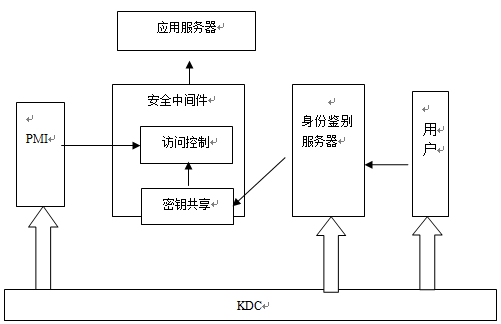 应用服务器
安全中间件
PMI
访问控制
密钥共享
身份鉴别
服务器
用
户
KDC